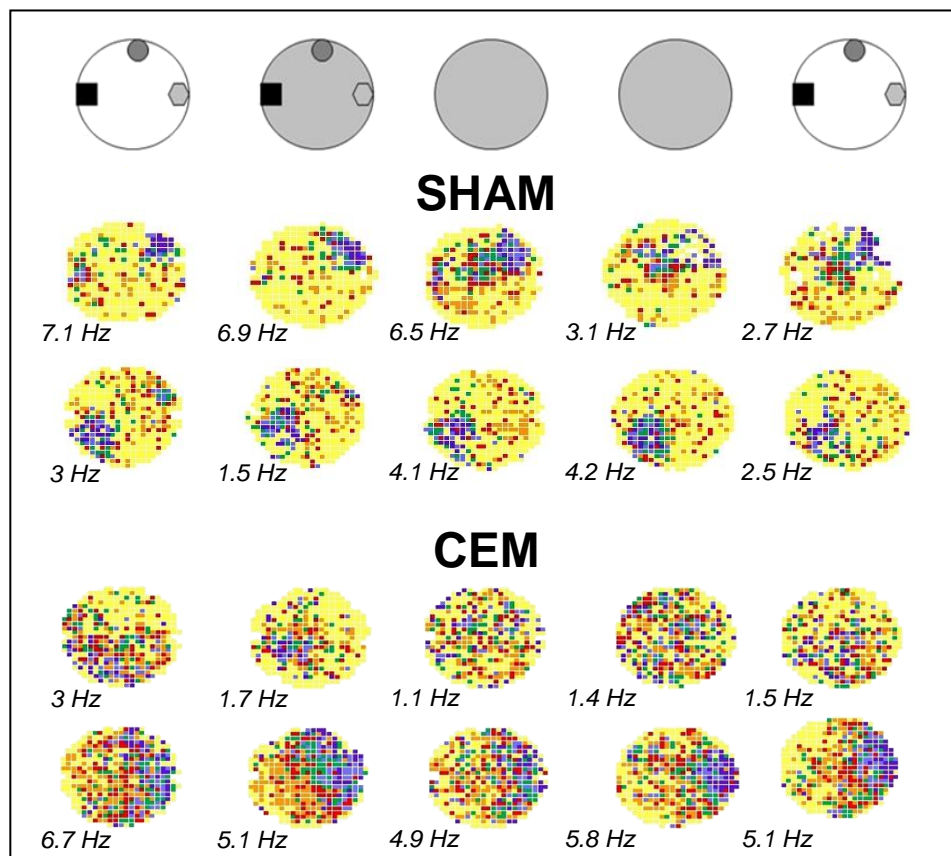 SHAM
7.1 Hz 6.9 Hz 6.5 Hz 3.1 Hz 2.7 Hz
3 Hz 1.5 Hz 4.1 Hz 4.2 Hz 2.5 Hz
CEM
3 Hz 1.7 Hz 1.1 Hz 1.4 Hz 1.5 Hz
6.7 Hz 5.1 Hz 4.9 Hz 5.8 Hz 5.1 Hz